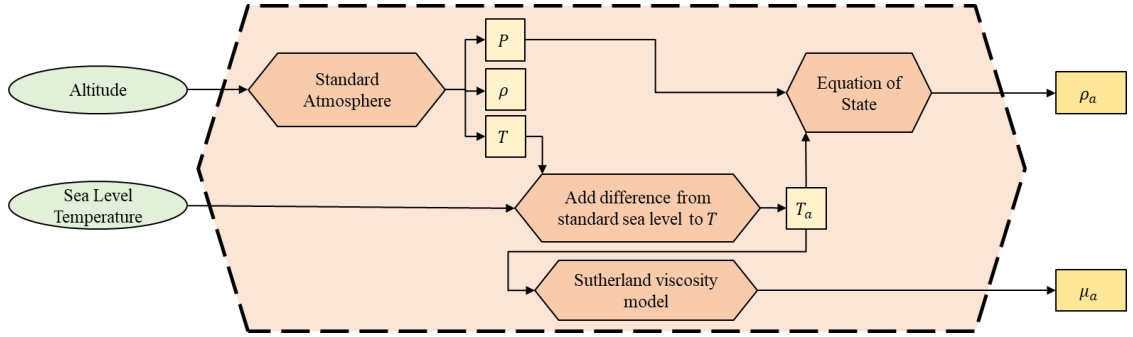 Altitude
Standard
Atmosphere
P
ρ
T
Equation of
State
ρₐ
Sea Level
Temperature
Add difference from
standard sea level to T
Tₐ
Sutherland viscosity
model
μₐ